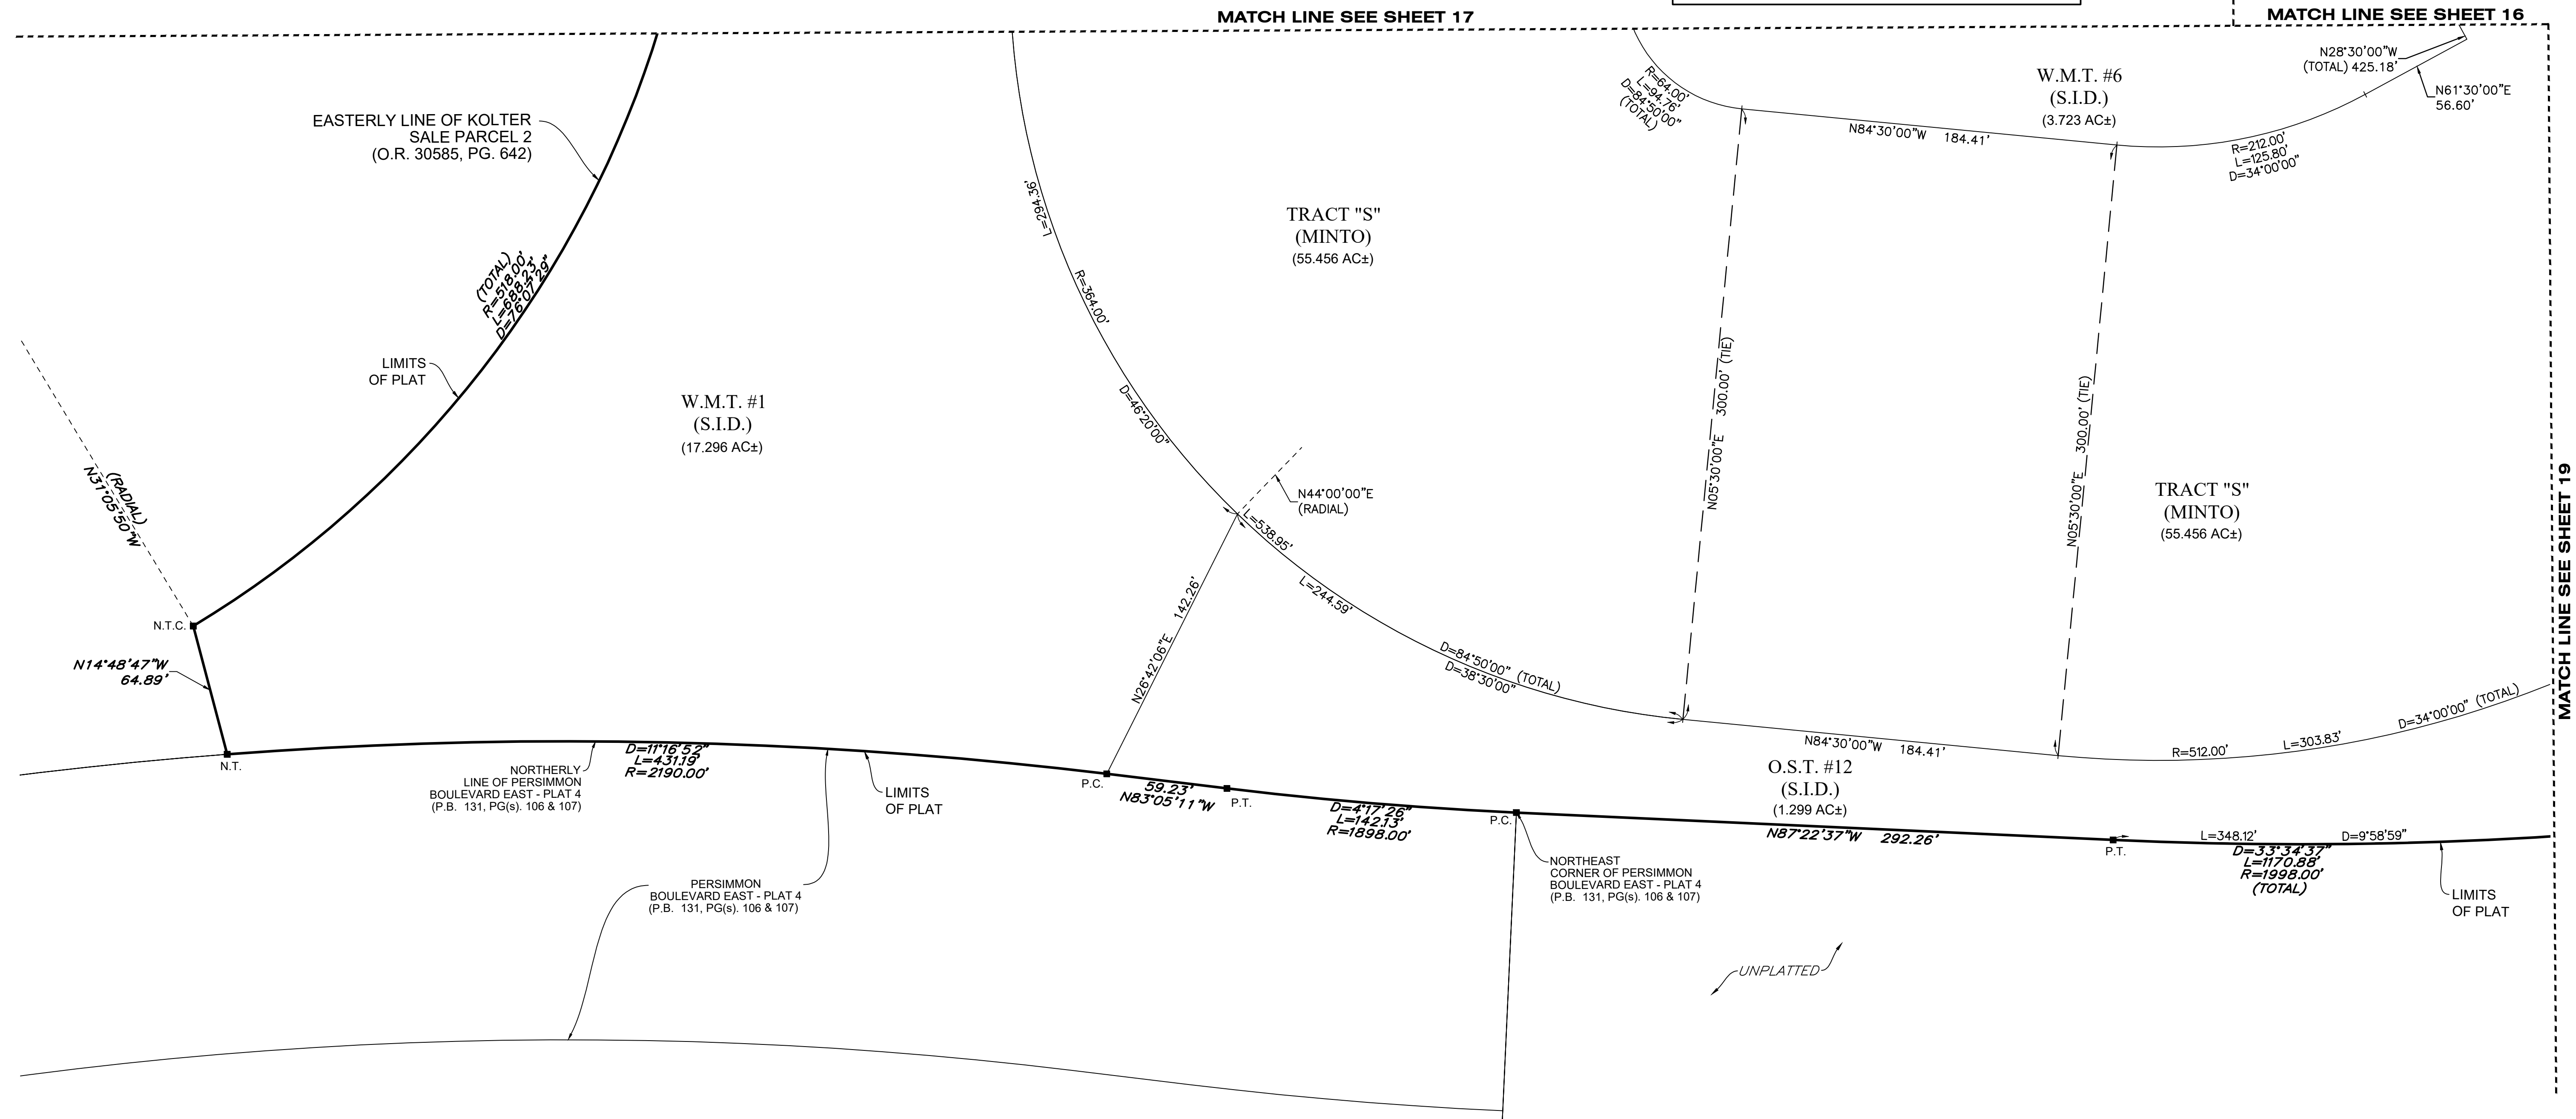 MATCH LINE SEE SHEET 17
MATCH LINE SEE SHEET 16
EASTERLY LINE OF KOLTER
SALE PARCEL 2
(O.R. 30585, PG. 642)
(TOTAL)
R=518.00'
L=688.23'
D=76°07'29"
LIMITS
OF PLAT
(RADIAL)
N31°05'50"W
N.T.C.
N14°48'47"W
64.89'
N.T.
W.M.T. #1
(S.I.D.)
(17.296 AC±)
L=294.36'
R=364.00'
D=46°20'00"
TRACT "S"
(MINTO)
(55.456 AC±)
R=64.00'
L=94.76'
D=84°50'00"
(TOTAL)
N84°30'00"W 184.41'
W.M.T. #6
(S.I.D.)
(3.723 AC±)
N28°30'00"W
(TOTAL) 425.18'
N61°30'00"E
56.60'
R=212.00'
L=125.80'
D=34°00'00"
N05°30'00"E 300.00' (TIE)
N05°30'00"E 300.00' (TIE)
TRACT "S"
(MINTO)
(55.456 AC±)
MATCH LINE SEE SHEET 19
N44°00'00"E
(RADIAL)
L=538.95'
L=244.59'
D=84°50'00" (TOTAL)
D=38°30'00"
N26°42'06"E 142.26'
N84°30'00"W 184.41'
R=512.00'
L=303.83'
D=34°00'00" (TOTAL)
O.S.T. #12
(S.I.D.)
(1.299 AC±)
NORTHERLY
LINE OF PERSIMMON
BOULEVARD EAST - PLAT 4
(P.B. 131, PG(s). 106 & 107)
D=11°16'52"
L=431.19'
R=2190.00'
LIMITS
OF PLAT
P.C.
59.23'
N83°05'11"W
P.T.
D=4°17'26"
L=142.13'
R=1898.00'
P.C.
N87°22'37"W 292.26'
P.T.
L=348.12'
D=9°58'59"
D=33°34'37"
L=1170.88'
R=1998.00'
(TOTAL)
LIMITS
OF PLAT
PERSIMMON
BOULEVARD EAST - PLAT 4
(P.B. 131, PG(s). 106 & 107)
NORTHEAST
CORNER OF PERSIMMON
BOULEVARD EAST - PLAT 4
(P.B. 131, PG(s). 106 & 107)
UNPLATTED